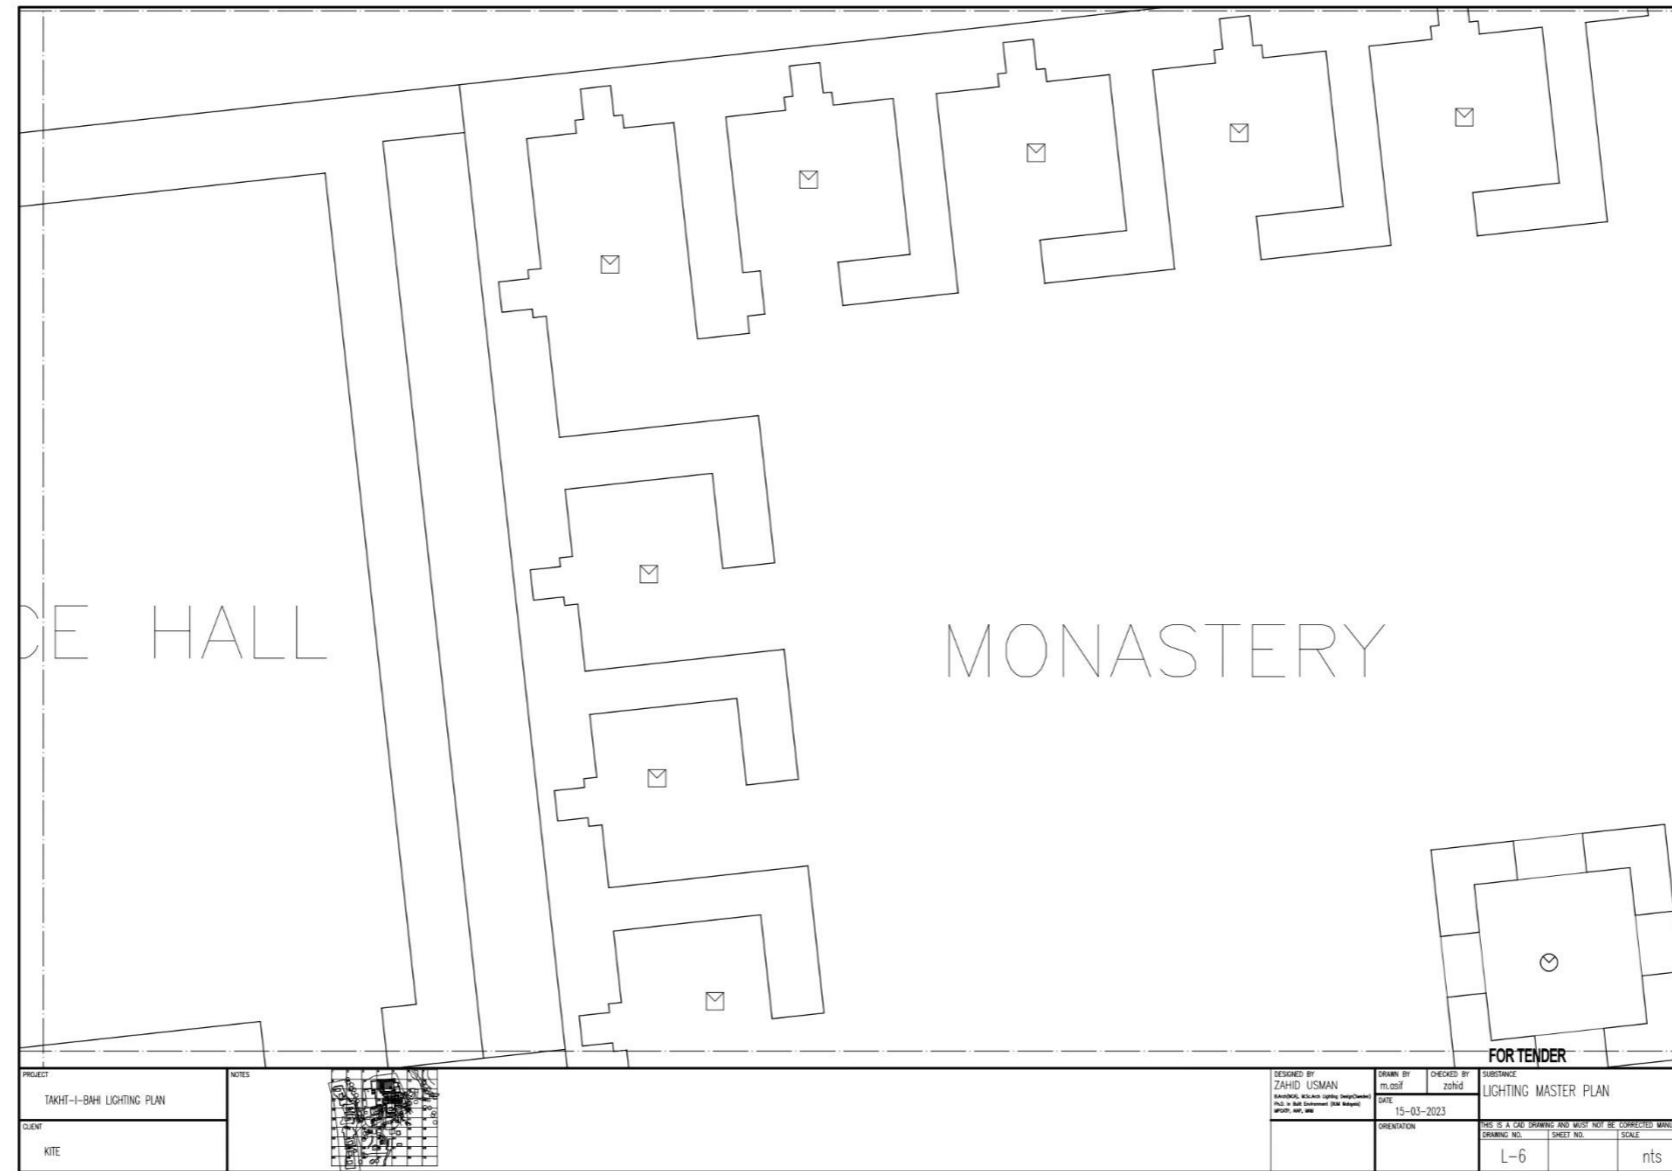 CE HALL
MONASTERY
FOR TENDER
PROJECT
TAKHT-I-BAHI LIGHTING PLAN
CLIENT
KITE
NOTES
DESIGNED BY
ZAHID USMAN
DRAWN BY
m.asif
CHECKED BY
zahid
DATE
15-03-2023
ORIENTATION
SUBSTANCE
LIGHTING MASTER PLAN
THIS IS A CAD DRAWING AND MUST NOT BE CORRECTED MANU
DRAWING NO.
L-6
SHEET NO.
SCALE
nts